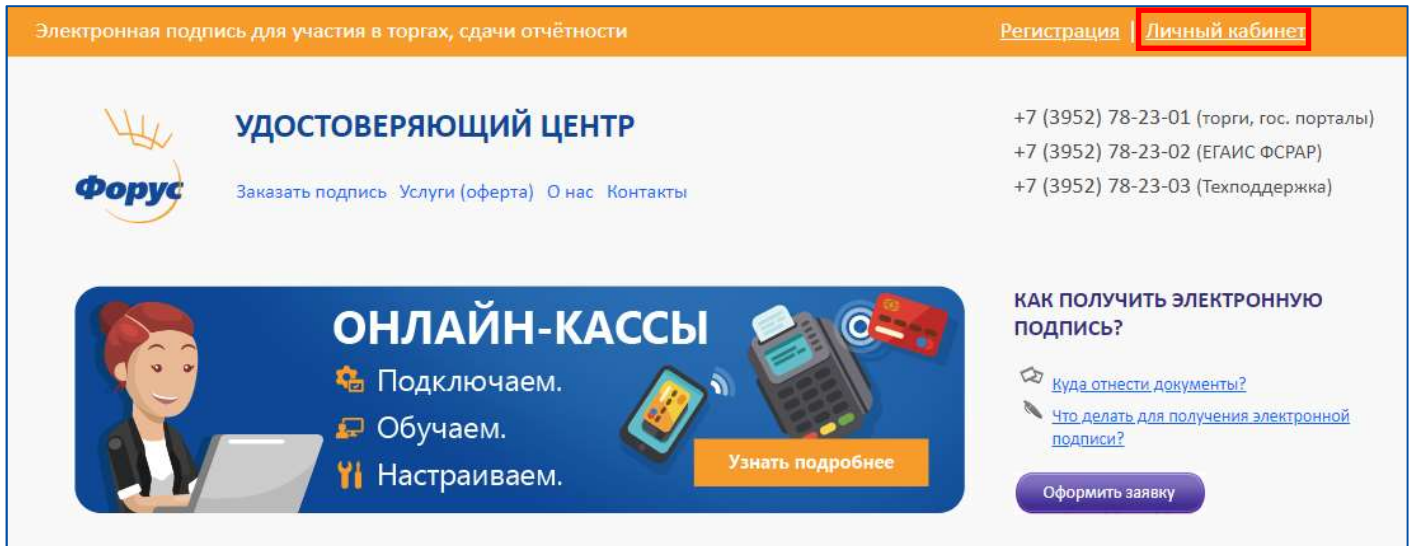 Электронная подпись для участия в торгах, сдачи отчётности
Регистрация | Личный кабинет
УДОСТОВЕРЯЮЩИЙ ЦЕНТР
Форус
Заказать подпись Услуги (оферта) О нас Контакты
+7 (3952) 78-23-01 (торги, гос. порталы)
+7 (3952) 78-23-02 (ЕГАИС ФСРАР)
+7 (3952) 78-23-03 (Техподдержка)
ОНЛАЙН-КАССЫ
Подключаем.
Обучаем.
Настраиваем.
Узнать подробнее
КАК ПОЛУЧИТЬ ЭЛЕКТРОННУЮ
ПОДПИСЬ?
Куда отнести документы?
Что делать для получения электронной
подписи?
Оформить заявку